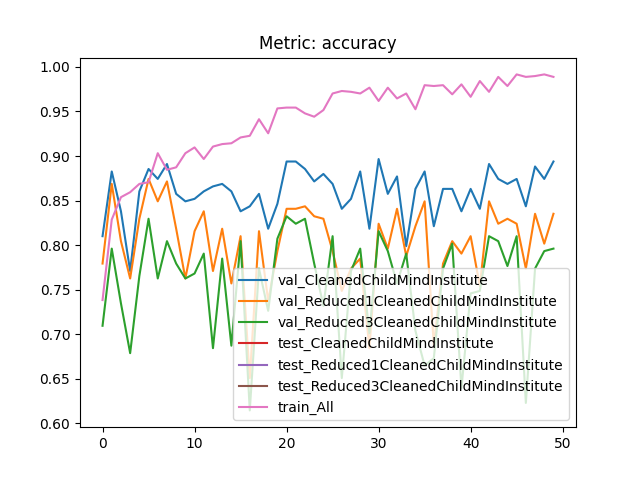 Metric: accuracy
1.00
0.95
0.90
0.85
0.80
0.75
0.70
0.65
0.60
val_CleanedChildMindInstitute
val_Reduced1CleanedChildMindInstitute
val_Reduced3CleanedChildMindInstitute
test_CleanedChildMindInstitute
test_Reduced1CleanedChildMindInstitute
test_Reduced3CleanedChildMindInstitute
train_All
0 10 20 30 40 50